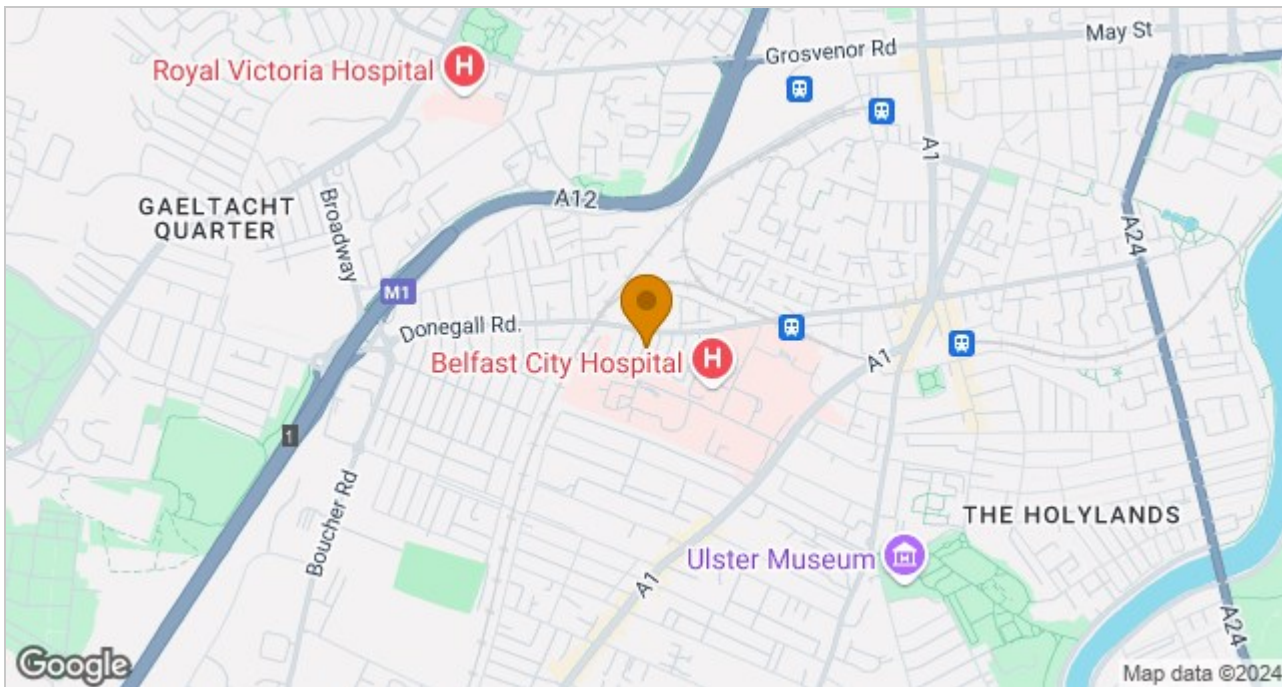 May St
Grosvenor Rd
Royal Victoria Hospital
H
A1
GAELTACHT
QUARTER
Broadway
A12
A24
M1
Donegall Rd.
Belfast City Hospital
H
A1
1
Boucher Rd
THE HOLYLANDS
Ulster Museum
A1
A24
Google
Map data ©2024